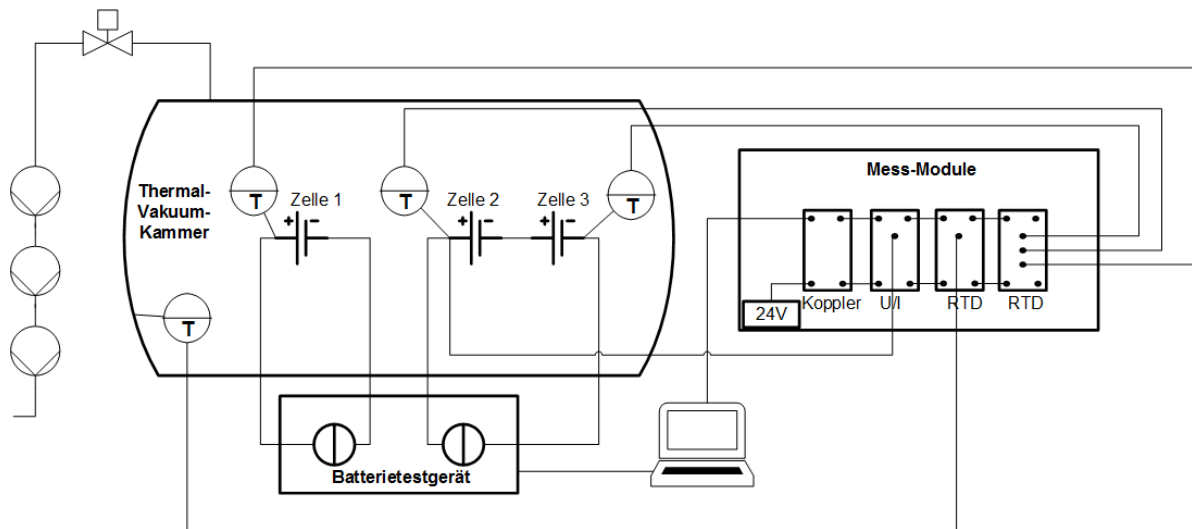 Mess-Module
Thermal-
Vakuum-
Kammer
T
Zelle 1
T
Zelle 2
Zelle 3
T
+ -
+ -
+ -
T
Koppler
U/I
RTD
RTD
24V
Batterietestgerät